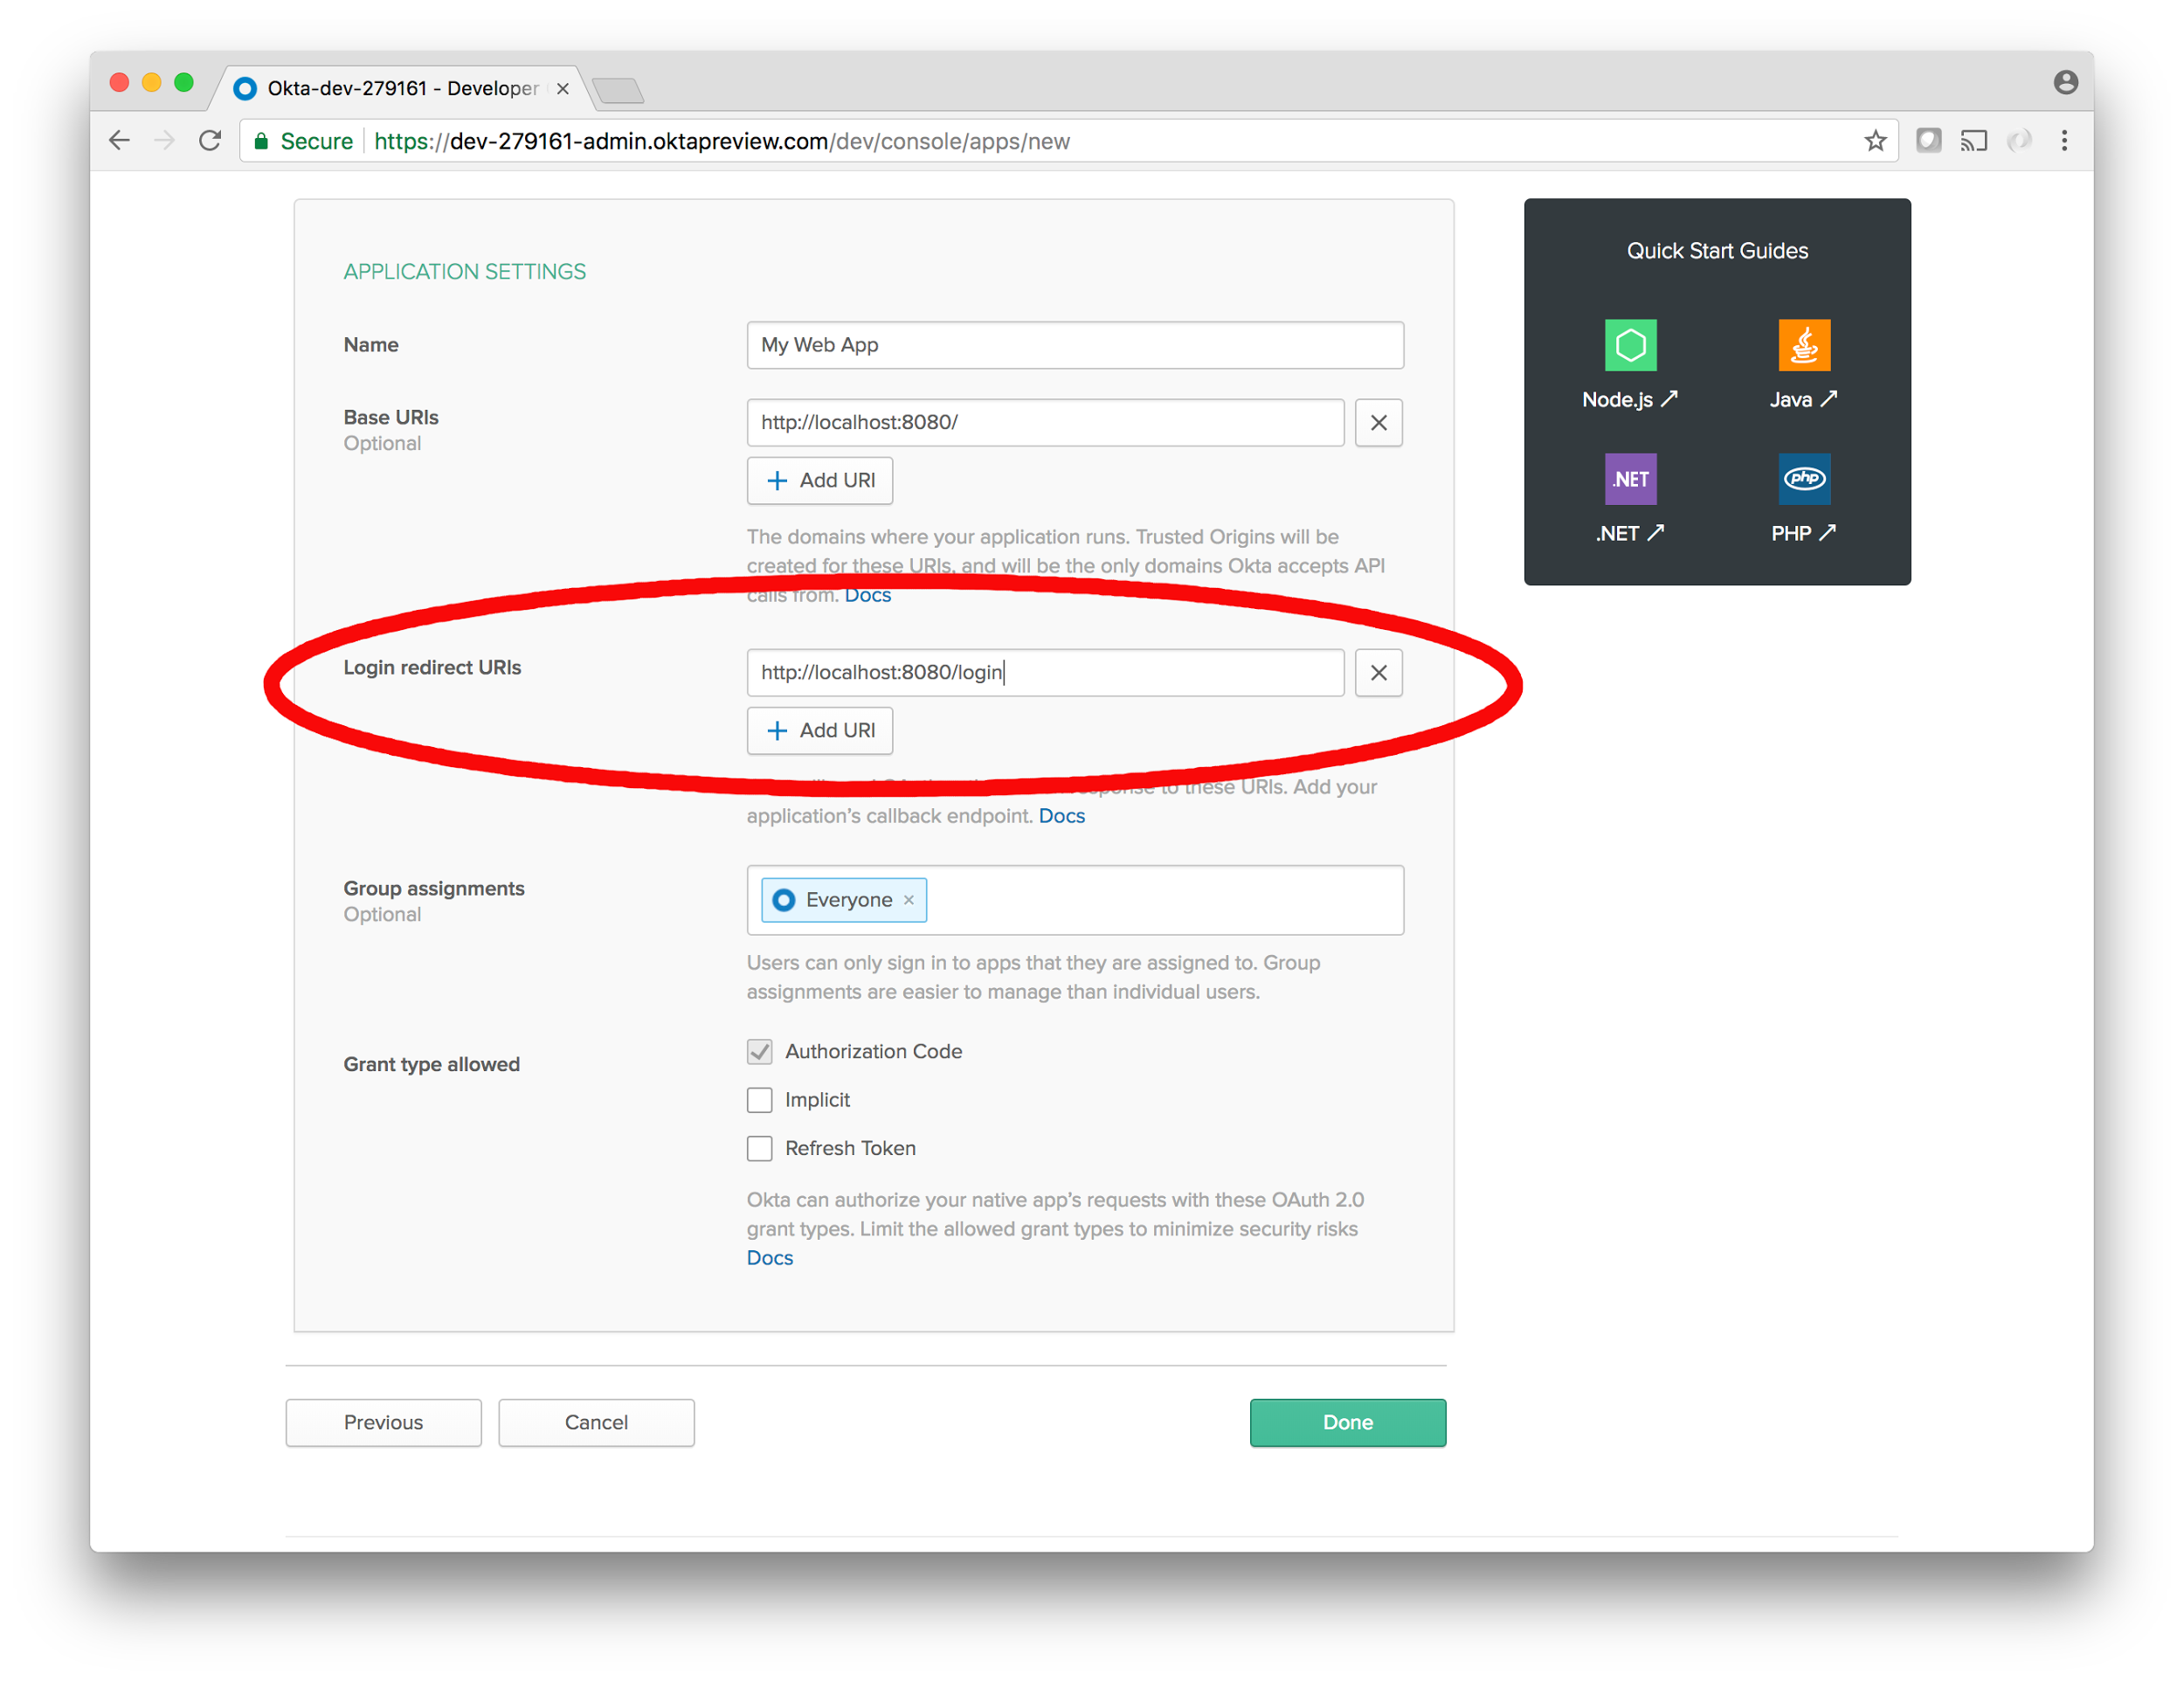 Okta-dev-279161 - Developer
Secure https://dev-279161-admin.oktapreview.com/dev/console/apps/new
APPLICATION SETTINGS
Name
My Web App
Base URIs
Optional
http://localhost:8080/
Add URI
The domains where your application runs. Trusted Origins will be
created for these URIs, and will be the only domains Okta accepts API
calls from. Docs
Login redirect URIs
http://localhost:8080/login
Add URI
response to these URIs. Add your
application's callback endpoint. Docs
Group assignments
Optional
Everyone
Users can only sign in to apps that they are assigned to. Group
assignments are easier to manage than individual users.
Grant type allowed
Authorization Code
Implicit
Refresh Token
Okta can authorize your native app's requests with these OAuth 2.0
grant types. Limit the allowed grant types to minimize security risks
Docs
Previous
Cancel
Done
Quick Start Guides
Node.js
Java
.NET
php
.NET
PHP